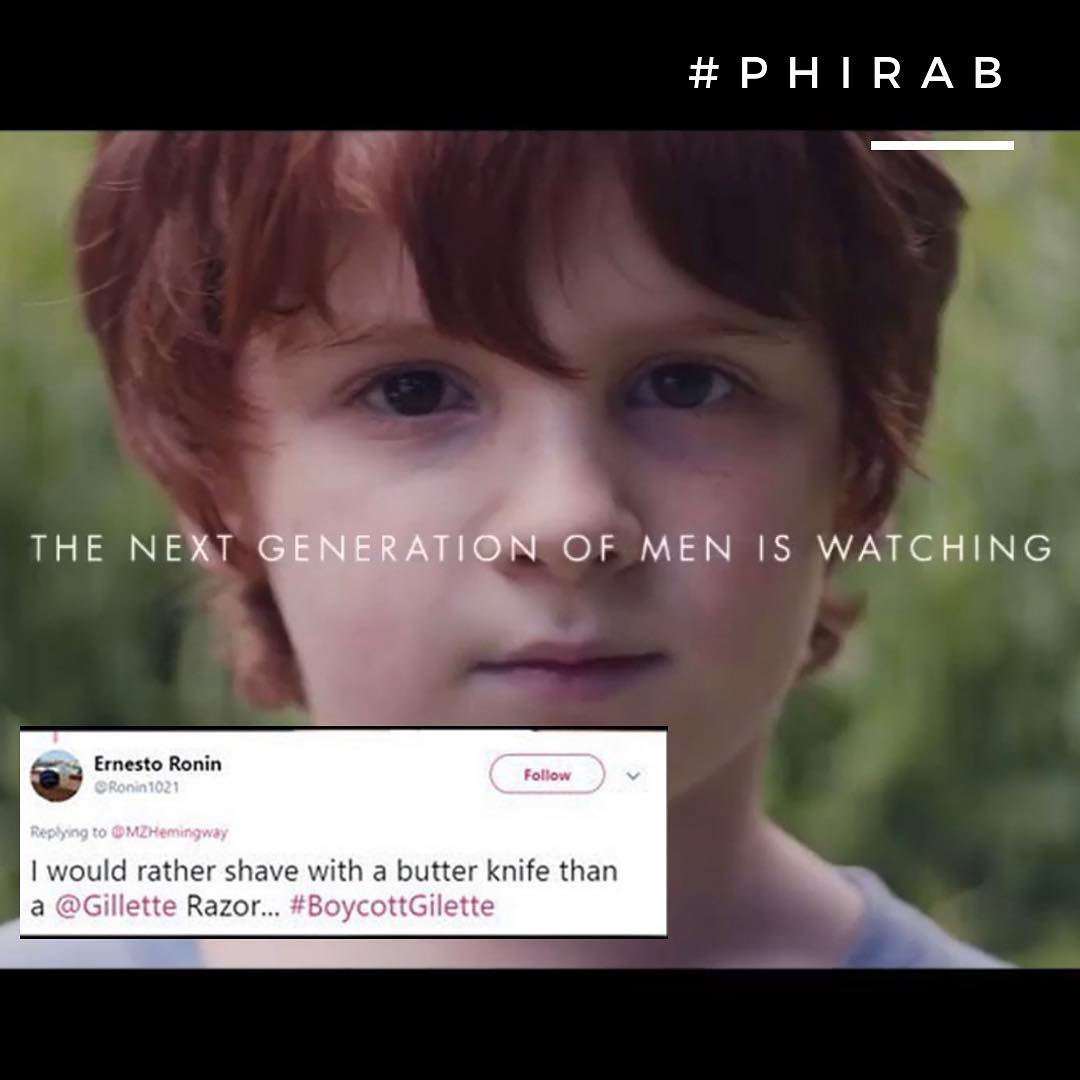 #PHIRAB
THE NEXT GENERATION OF MEN IS WATCHING
Ernesto Ronin
@Ronin1021
Follow
Replying to @MZHemingway
I would rather shave with a butter knife than
a @Gillette Razor... #BoycottGilette